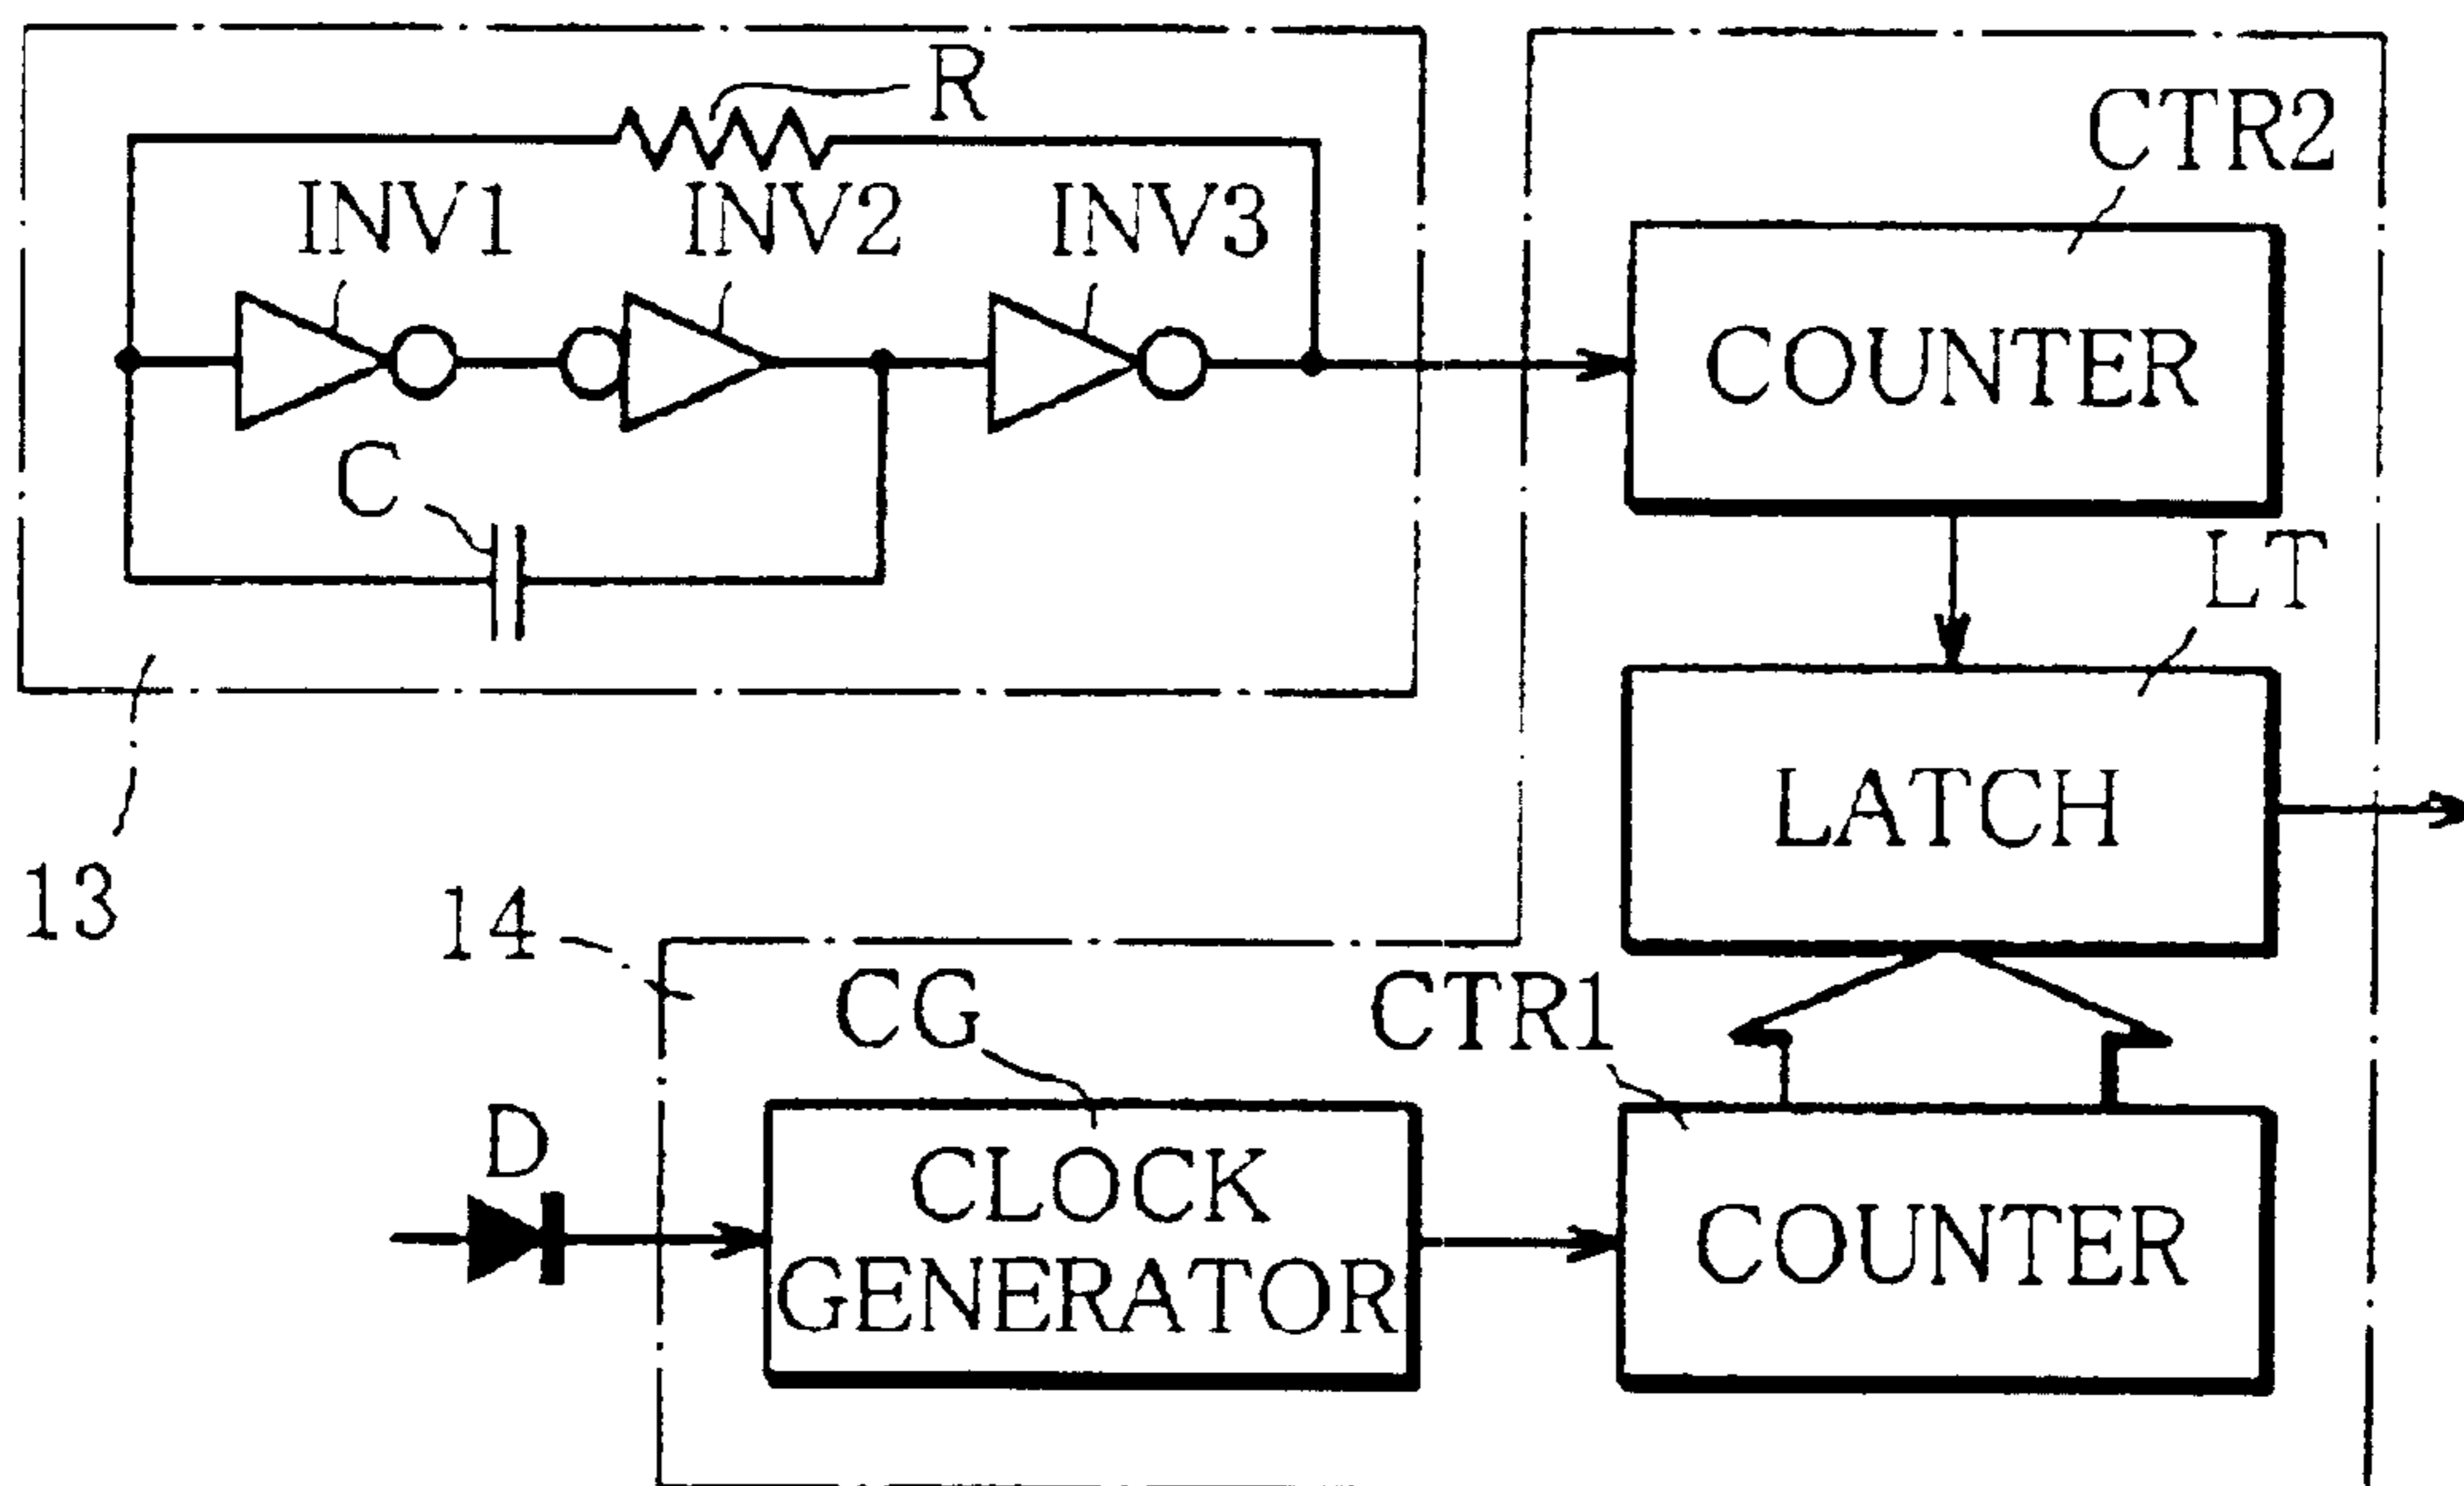 R
CTR2
INV1 INV2 INV3
COUNTER
C
LT
LATCH
13
14
CG
CTR1
D
CLOCK
GENERATOR
COUNTER